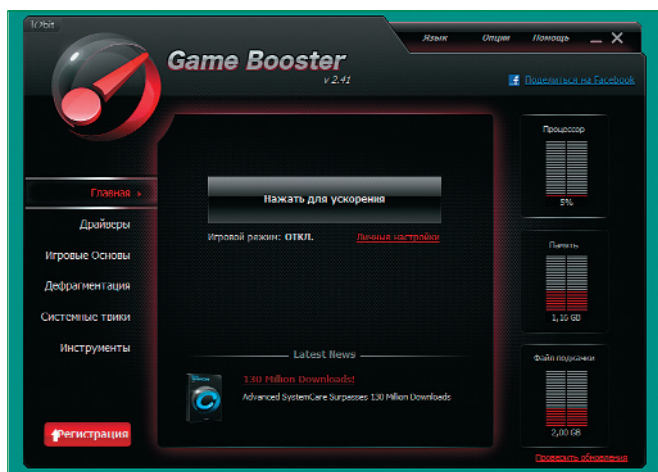 IObit
Язык Опции Помощь
Game Booster
v 2.41
Поделиться на Facebook
Процессор
5%
Главная
Нажать для ускорения
Драйверы
Игровой режим: ОТКЛ. Личные настройки
Память
Игровые Основы
Дефрагментация
Системные твики
1,16 GB
Инструменты
Latest News
Файл подкачки
130 Million Downloads!
Advanced SystemCare Surpasses 130 Million Downloads
Регистрация
2,00 GB
Проверить обновления